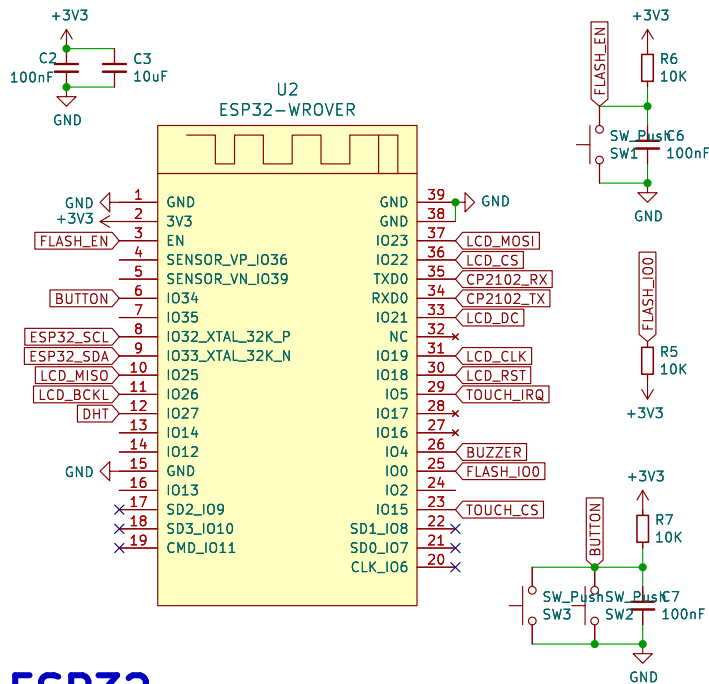 +3V3
C2
100nF
C3
10uF
GND
U2
ESP32-WROVER
GND 1 GND
+3V3 2 3V3
FLASH_EN 3 EN
4 SENSOR_VP_IO36
5 SENSOR_VN_IO39
BUTTON 6 IO34
7 IO35
ESP32_SCL 8 IO32_XTAL_32K_P
ESP32_SDA 9 IO33_XTAL_32K_N
LCD_MISO 10 IO25
LCD_BCKL 11 IO26
DHT 12 IO27
13 IO14
14 IO12
GND 15 GND
16 IO13
17 SD2_IO9
18 SD3_IO10
19 CMD_IO11
GND 39 GND
GND 38
IO23 37 LCD_MOSI
IO22 36 LCD_CS
TXD0 35 CP2102_RX
RXD0 34 CP2102_TX
IO21 33 LCD_DC
NC 32
IO19 31 LCD_CLK
IO18 30 LCD_RST
IO5 29 TOUCH_IRQ
IO17 28
IO16 27
IO4 26 BUZZER
IO0 25 FLASH_IO0
IO2 24
IO15 23 TOUCH_CS
SD1_IO8 22
SD0_IO7 21
CLK_IO6 20
+3V3
FLASH_EN
R6
10K
SW_Push
SW1
C6
100nF
GND
FLASH_IO0
R5
10K
+3V3
+3V3
BUTTON
R7
10K
SW_Push
SW3
SW_Push
SW2
C7
100nF
GND
ESP32